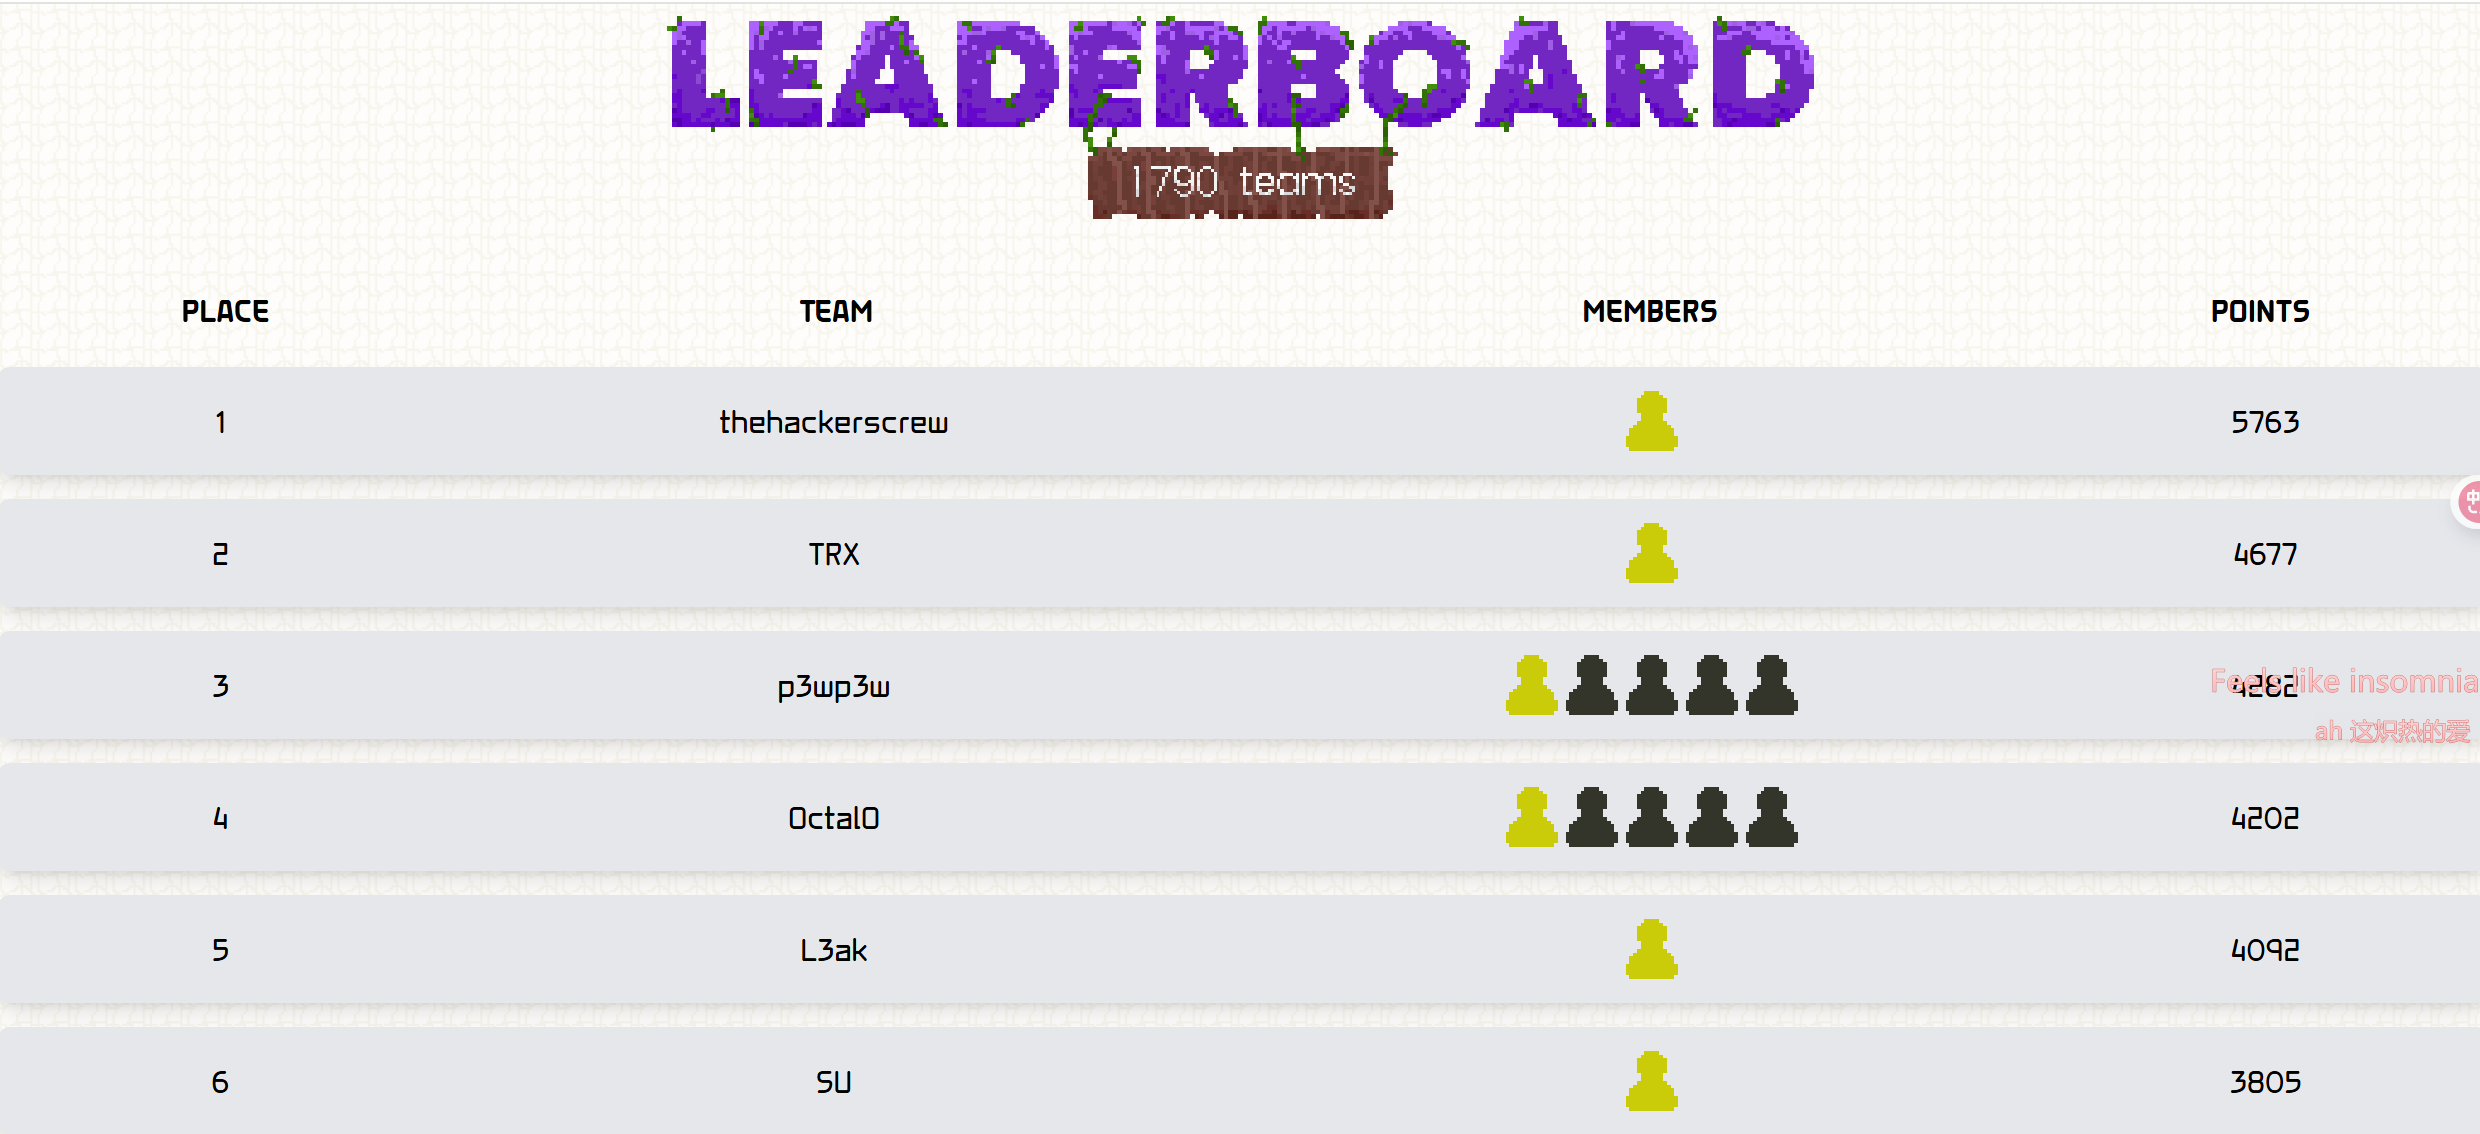 LEADERBOARD
1790 teams
PLACE TEAM MEMBERS POINTS
1 thehackerscrew 5763
2 TRX 4677
3 p3wp3w 4282
Feels like insomnia
ah 这炽热的爱
4 0ctal0 4202
5 L3ak 4092
6 SU 3805